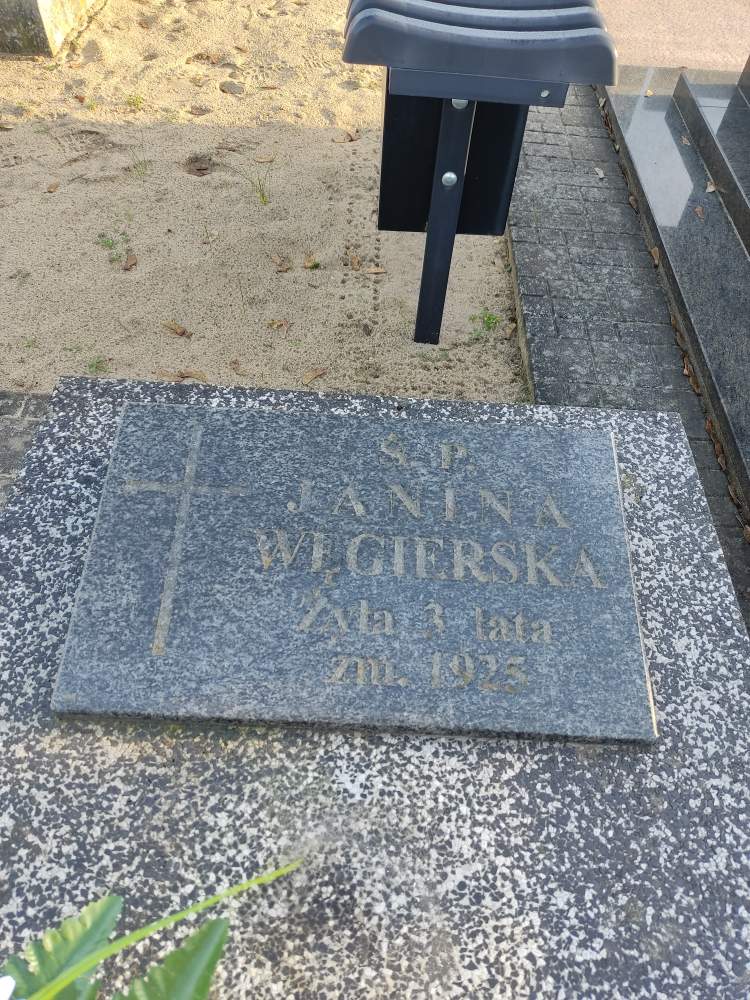 Ś. P.
JANINA
WĘGIERSKA
Żyła 3 lata
zm. 1925